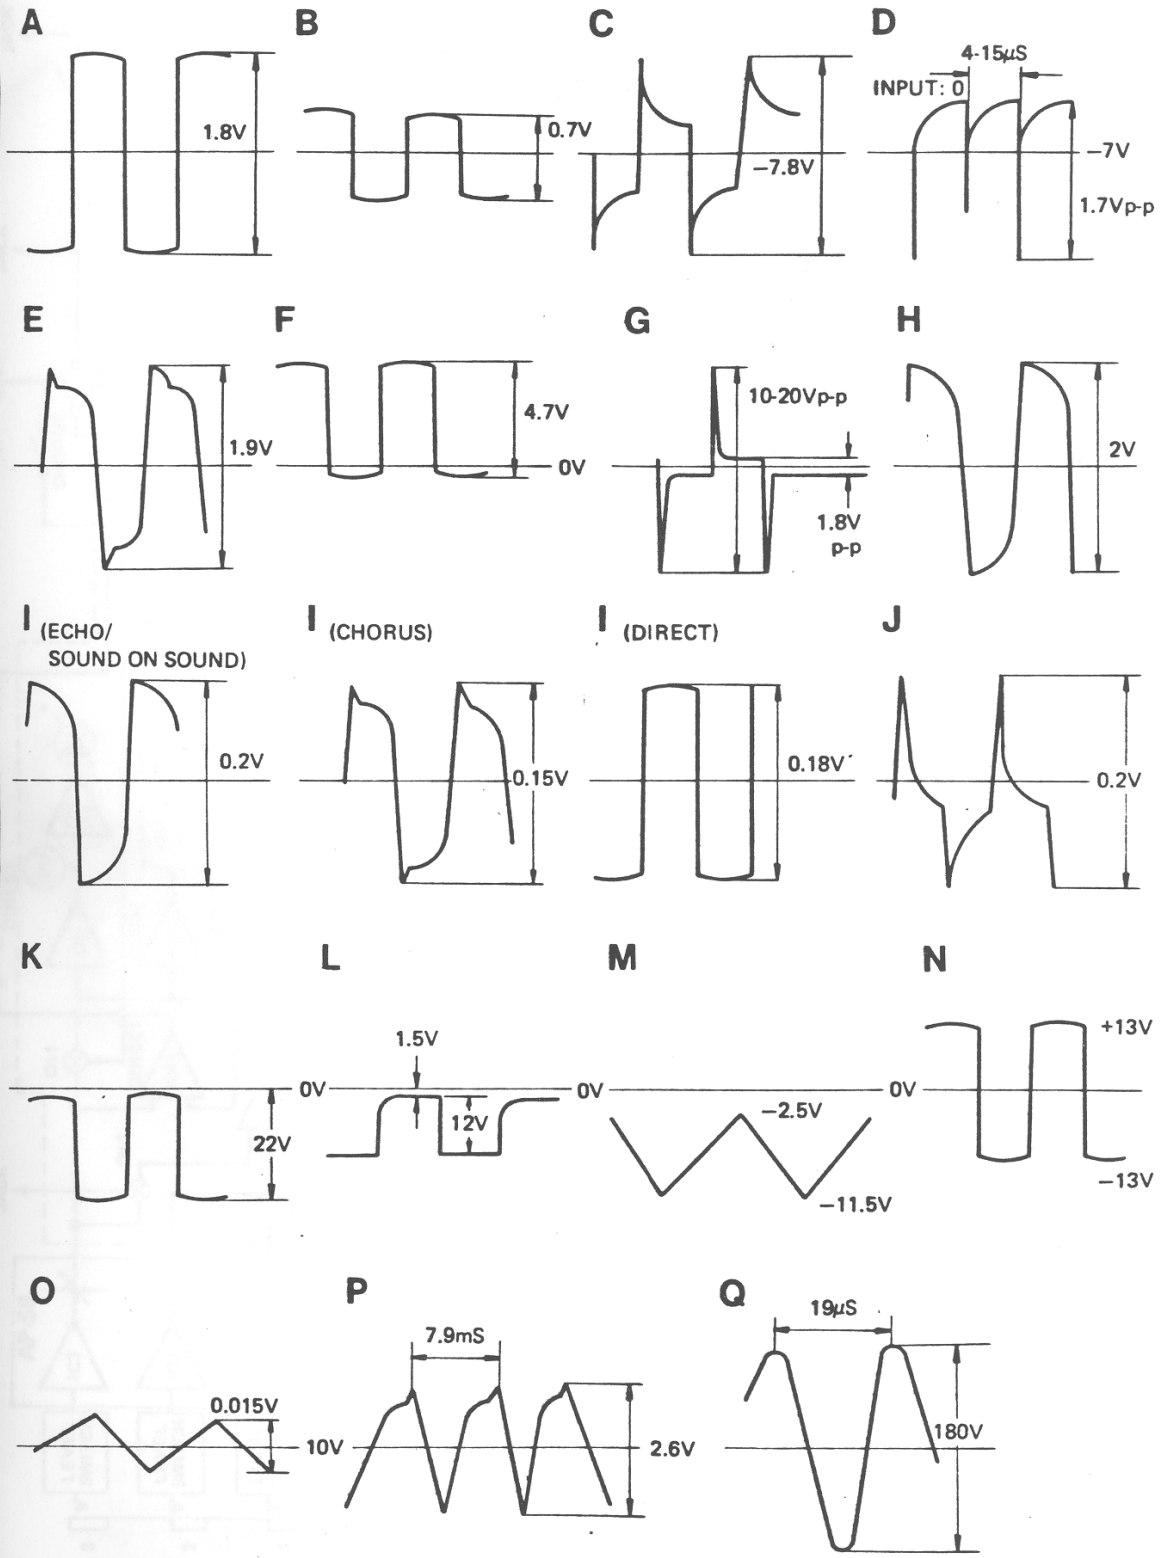 A
1.8V
B
0.7V
C
−7.8V
D
4-15μS
INPUT: 0
−7V
1.7Vp-p
E
1.9V
F
4.7V
0V
G
10-20Vp-p
1.8V
p-p
H
2V
I (ECHO/
SOUND ON SOUND)
0.2V
I (CHORUS)
0.15V
I (DIRECT)
0.18V
J
0.2V
K
22V
L
1.5V
0V
12V
M
0V
−2.5V
−11.5V
N
0V
+13V
−13V
O
0.015V
P
7.9mS
10V
2.6V
Q
19μS
180V